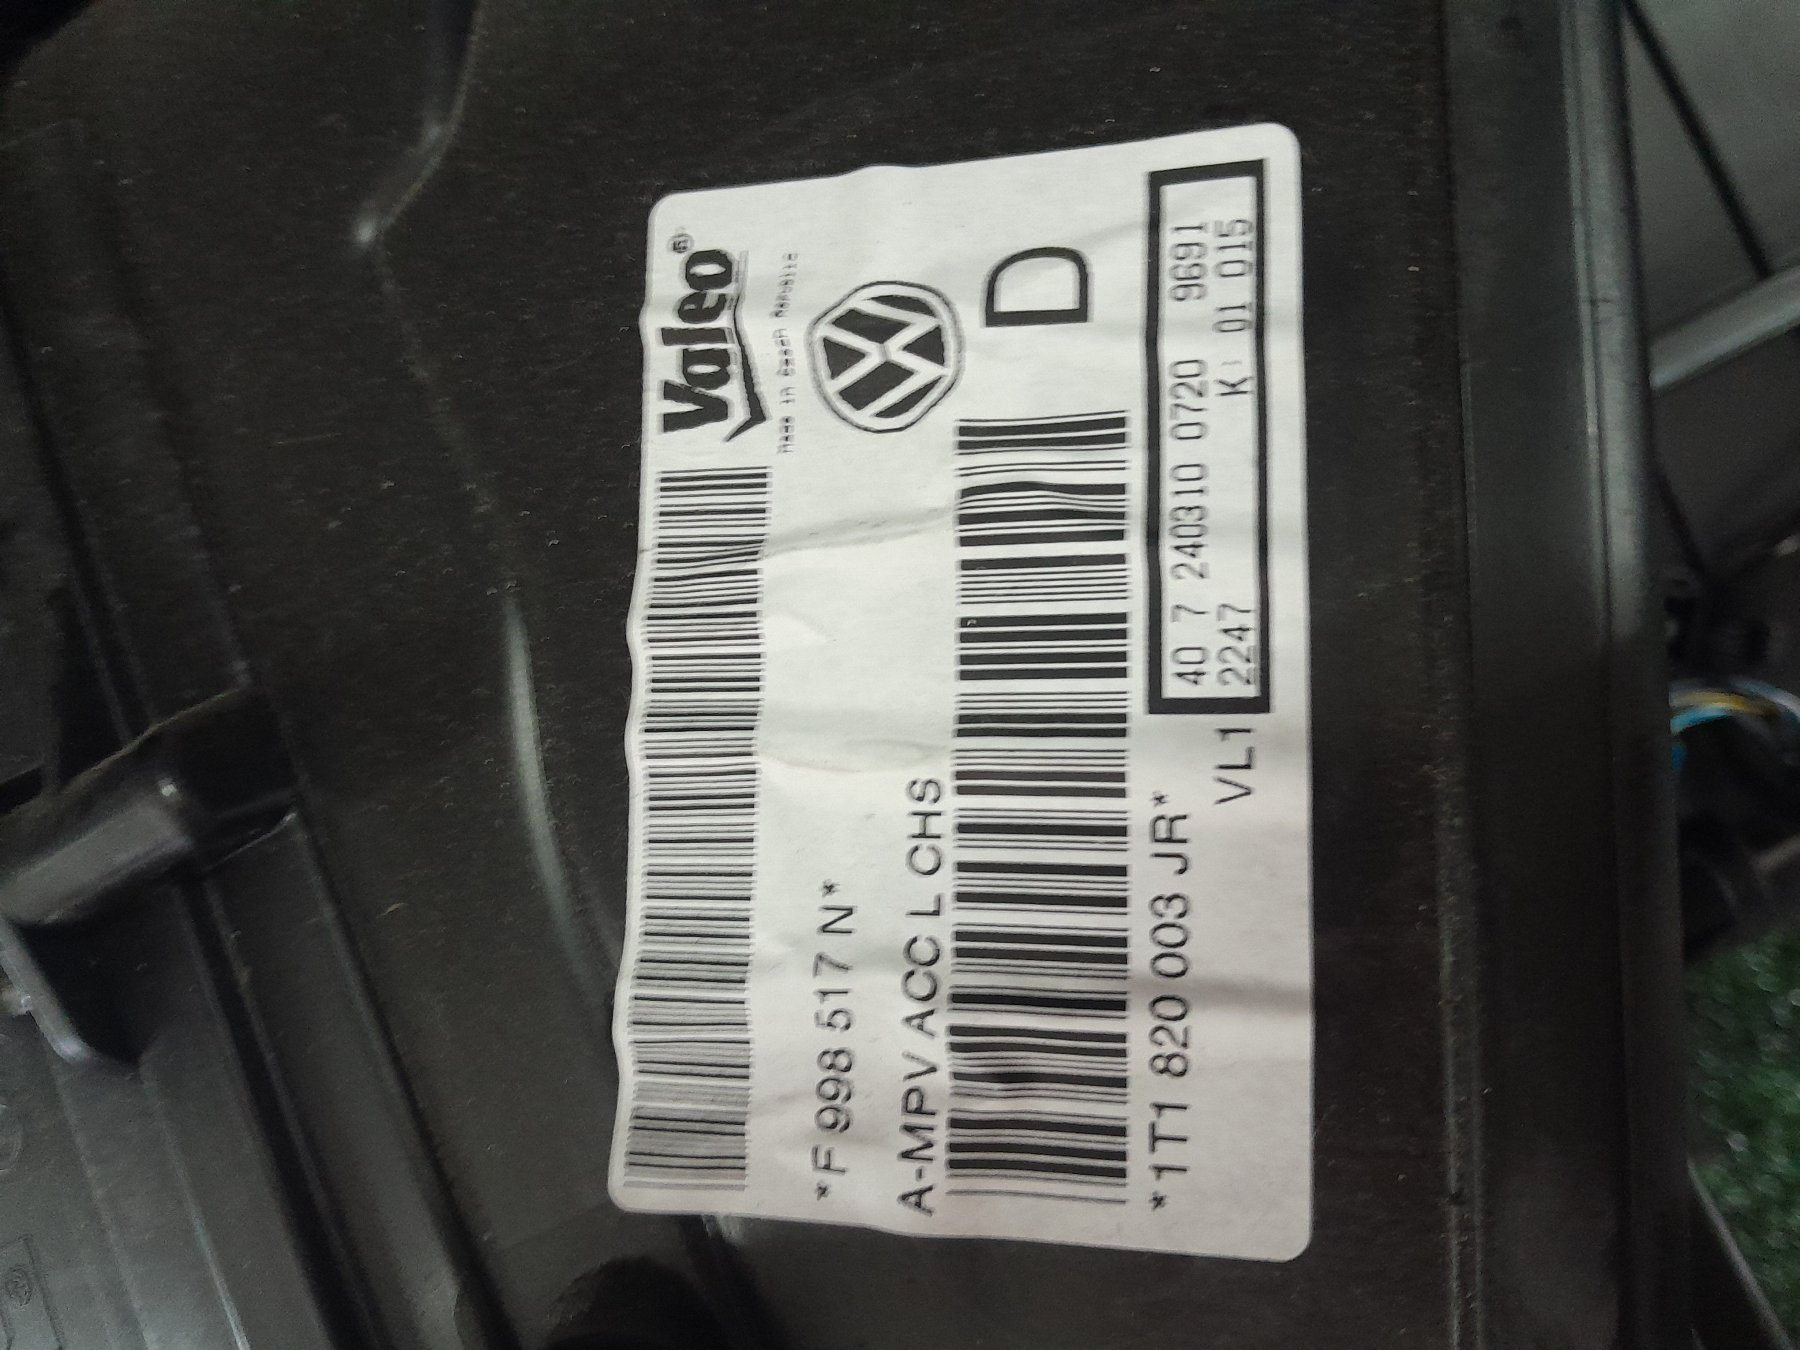 Valeo®
Made in Czech Republic
*F 998 517 N*
A-MPV ACC L CHS
D
*1T1 820 003 JR*
40 7 240310 0720 9691
VL1 2247 K: 01 015